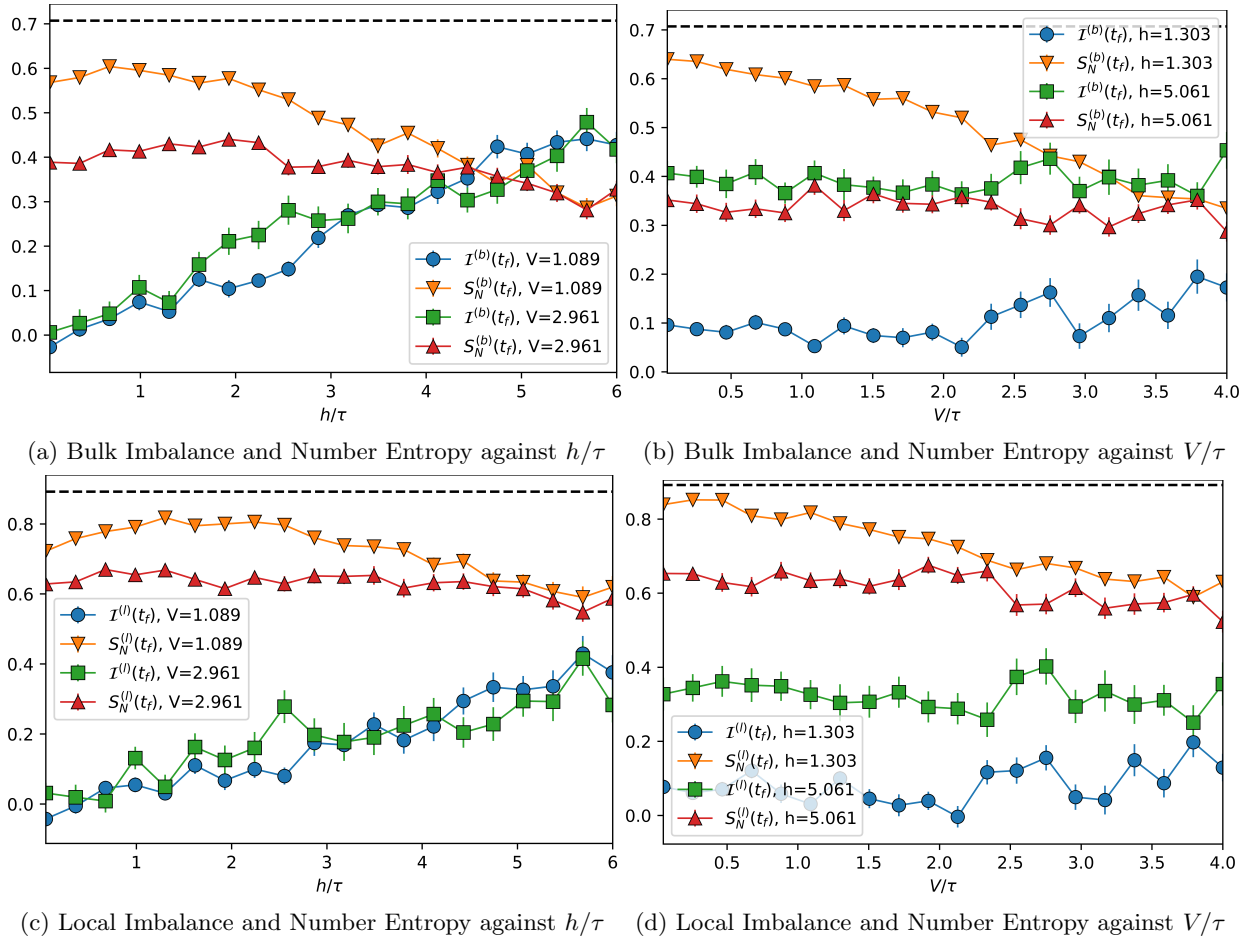 0.7
0.6
0.5
0.4
0.3
0.2
0.1
0.0
1 2 3 4 5 6
h/τ
𝓘⁽ᵇ⁾(t_f), V=1.089
S_N⁽ᵇ⁾(t_f), V=1.089
𝓘⁽ᵇ⁾(t_f), V=2.961
S_N⁽ᵇ⁾(t_f), V=2.961
(a) Bulk Imbalance and Number Entropy against h/τ
0.7
0.6
0.5
0.4
0.3
0.2
0.1
0.0
0.5 1.0 1.5 2.0 2.5 3.0 3.5 4.0
V/τ
𝓘⁽ᵇ⁾(t_f), h=1.303
S_N⁽ᵇ⁾(t_f), h=1.303
𝓘⁽ᵇ⁾(t_f), h=5.061
S_N⁽ᵇ⁾(t_f), h=5.061
(b) Bulk Imbalance and Number Entropy against V/τ
0.8
0.6
0.4
0.2
0.0
1 2 3 4 5 6
h/τ
𝓘⁽ˡ⁾(t_f), V=1.089
S_N⁽ˡ⁾(t_f), V=1.089
𝓘⁽ˡ⁾(t_f), V=2.961
S_N⁽ˡ⁾(t_f), V=2.961
(c) Local Imbalance and Number Entropy against h/τ
0.8
0.6
0.4
0.2
0.0
0.5 1.0 1.5 2.0 2.5 3.0 3.5 4.0
V/τ
𝓘⁽ˡ⁾(t_f), h=1.303
S_N⁽ˡ⁾(t_f), h=1.303
𝓘⁽ˡ⁾(t_f), h=5.061
S_N⁽ˡ⁾(t_f), h=5.061
(d) Local Imbalance and Number Entropy against V/τ